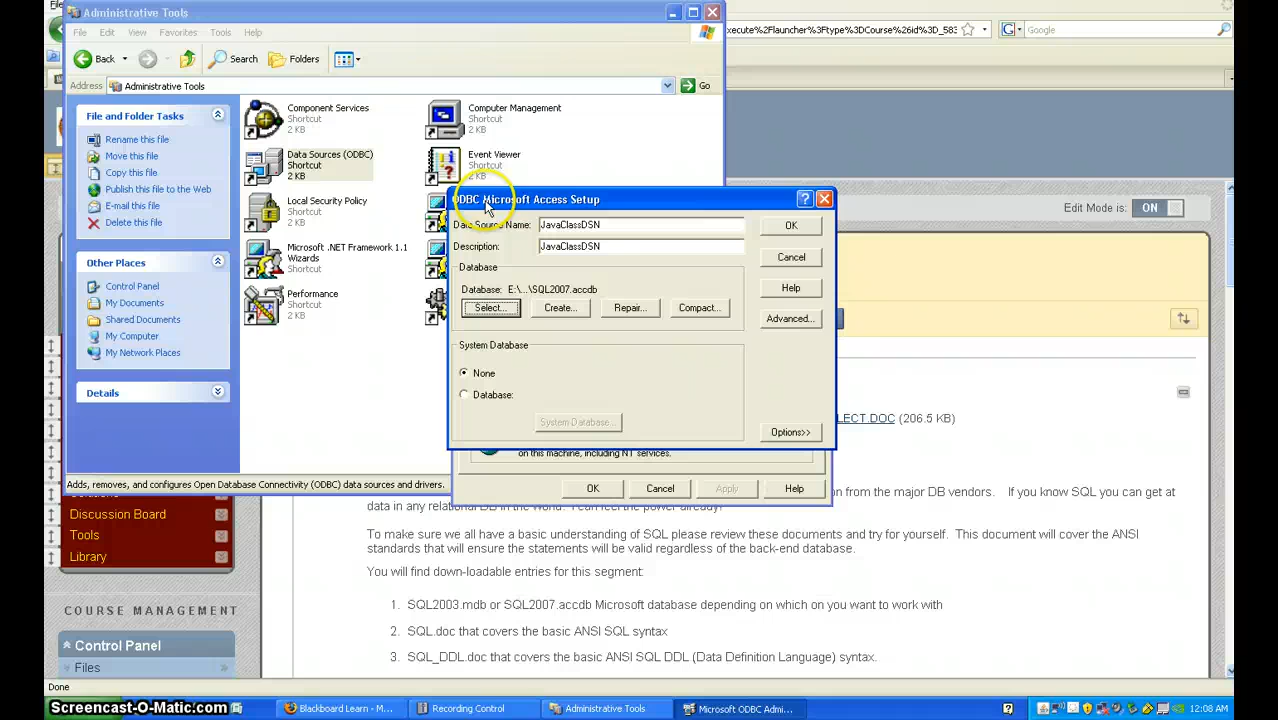 Administrative Tools
File Edit View Favorites Tools Help
Back Search Folders
Address Administrative Tools Go
execute%2Flauncher%3Ftype%3DCourse%26id%3D_583
Google
File and Folder Tasks
Rename this file
Move this file
Copy this file
Publish this file to the Web
E-mail this file
Delete this file
Other Places
Control Panel
My Documents
Shared Documents
My Computer
My Network Places
Details
Component Services
Shortcut
2 KB
Computer Management
Shortcut
2 KB
Data Sources (ODBC)
Shortcut
2 KB
Event Viewer
Shortcut
2 KB
Local Security Policy
Shortcut
2 KB
Microsoft .NET Framework 1.1
Wizards
Shortcut
Performance
Shortcut
2 KB
Adds, removes, and configures Open Database Connectivity (ODBC) data sources and drivers.
ODBC Microsoft Access Setup
Data Source Name: JavaClassDSN
Description: JavaClassDSN
Database
Database: E:\...\SQL2007.accdb
Select... Create... Repair... Compact...
System Database
None
Database:
System Database...
OK
Cancel
Help
Advanced...
Options>>
on this machine, including NT services.
OK Cancel Apply Help
Edit Mode is: ON
LECT.DOC (206.5 KB)
on from the major DB vendors. If you know SQL you can get at
To make sure we all have a basic understanding of SQL please review these documents and try for yourself. This document will cover the ANSI
standards that will ensure the statements will be valid regardless of the back-end database.
You will find down-loadable entries for this segment:
1. SQL2003.mdb or SQL2007.accdb Microsoft database depending on which on you want to work with
2. SQL.doc that covers the basic ANSI SQL syntax
3. SQL_DDL.doc that covers the basic ANSI SQL DDL (Data Definition Language) syntax.
Discussion Board
Tools
Library
COURSE MANAGEMENT
Control Panel
Files
Done
Screencast-O-Matic.com
Blackboard Learn - M...
Recording Control
Administrative Tools
Microsoft ODBC Admi...
12:08 AM